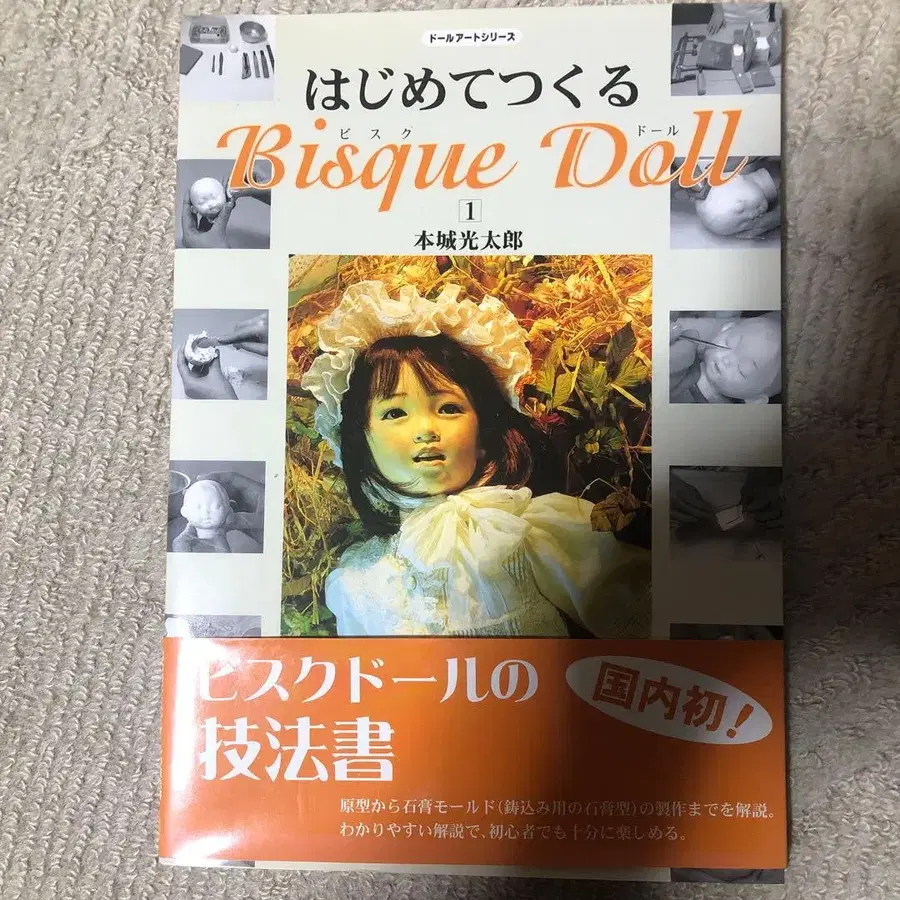 ドールアートシリーズ
はじめてつくる
ビスク ドール
Bisque Doll
1
本城光太郎
ビスクドールの
技法書
国内初!
原型から石膏モールド(鋳込み用の石膏型)の製作までを解説。
わかりやすい解説で、初心者でも十分に楽しめる。